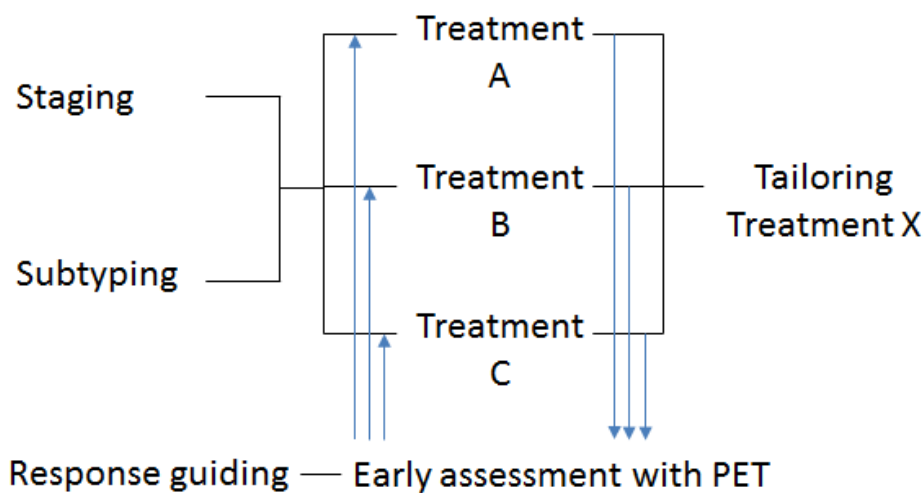 Treatment
A
Staging
Treatment
B
Tailoring
Treatment X
Subtyping
Treatment
C
Response guiding — Early assessment with PET